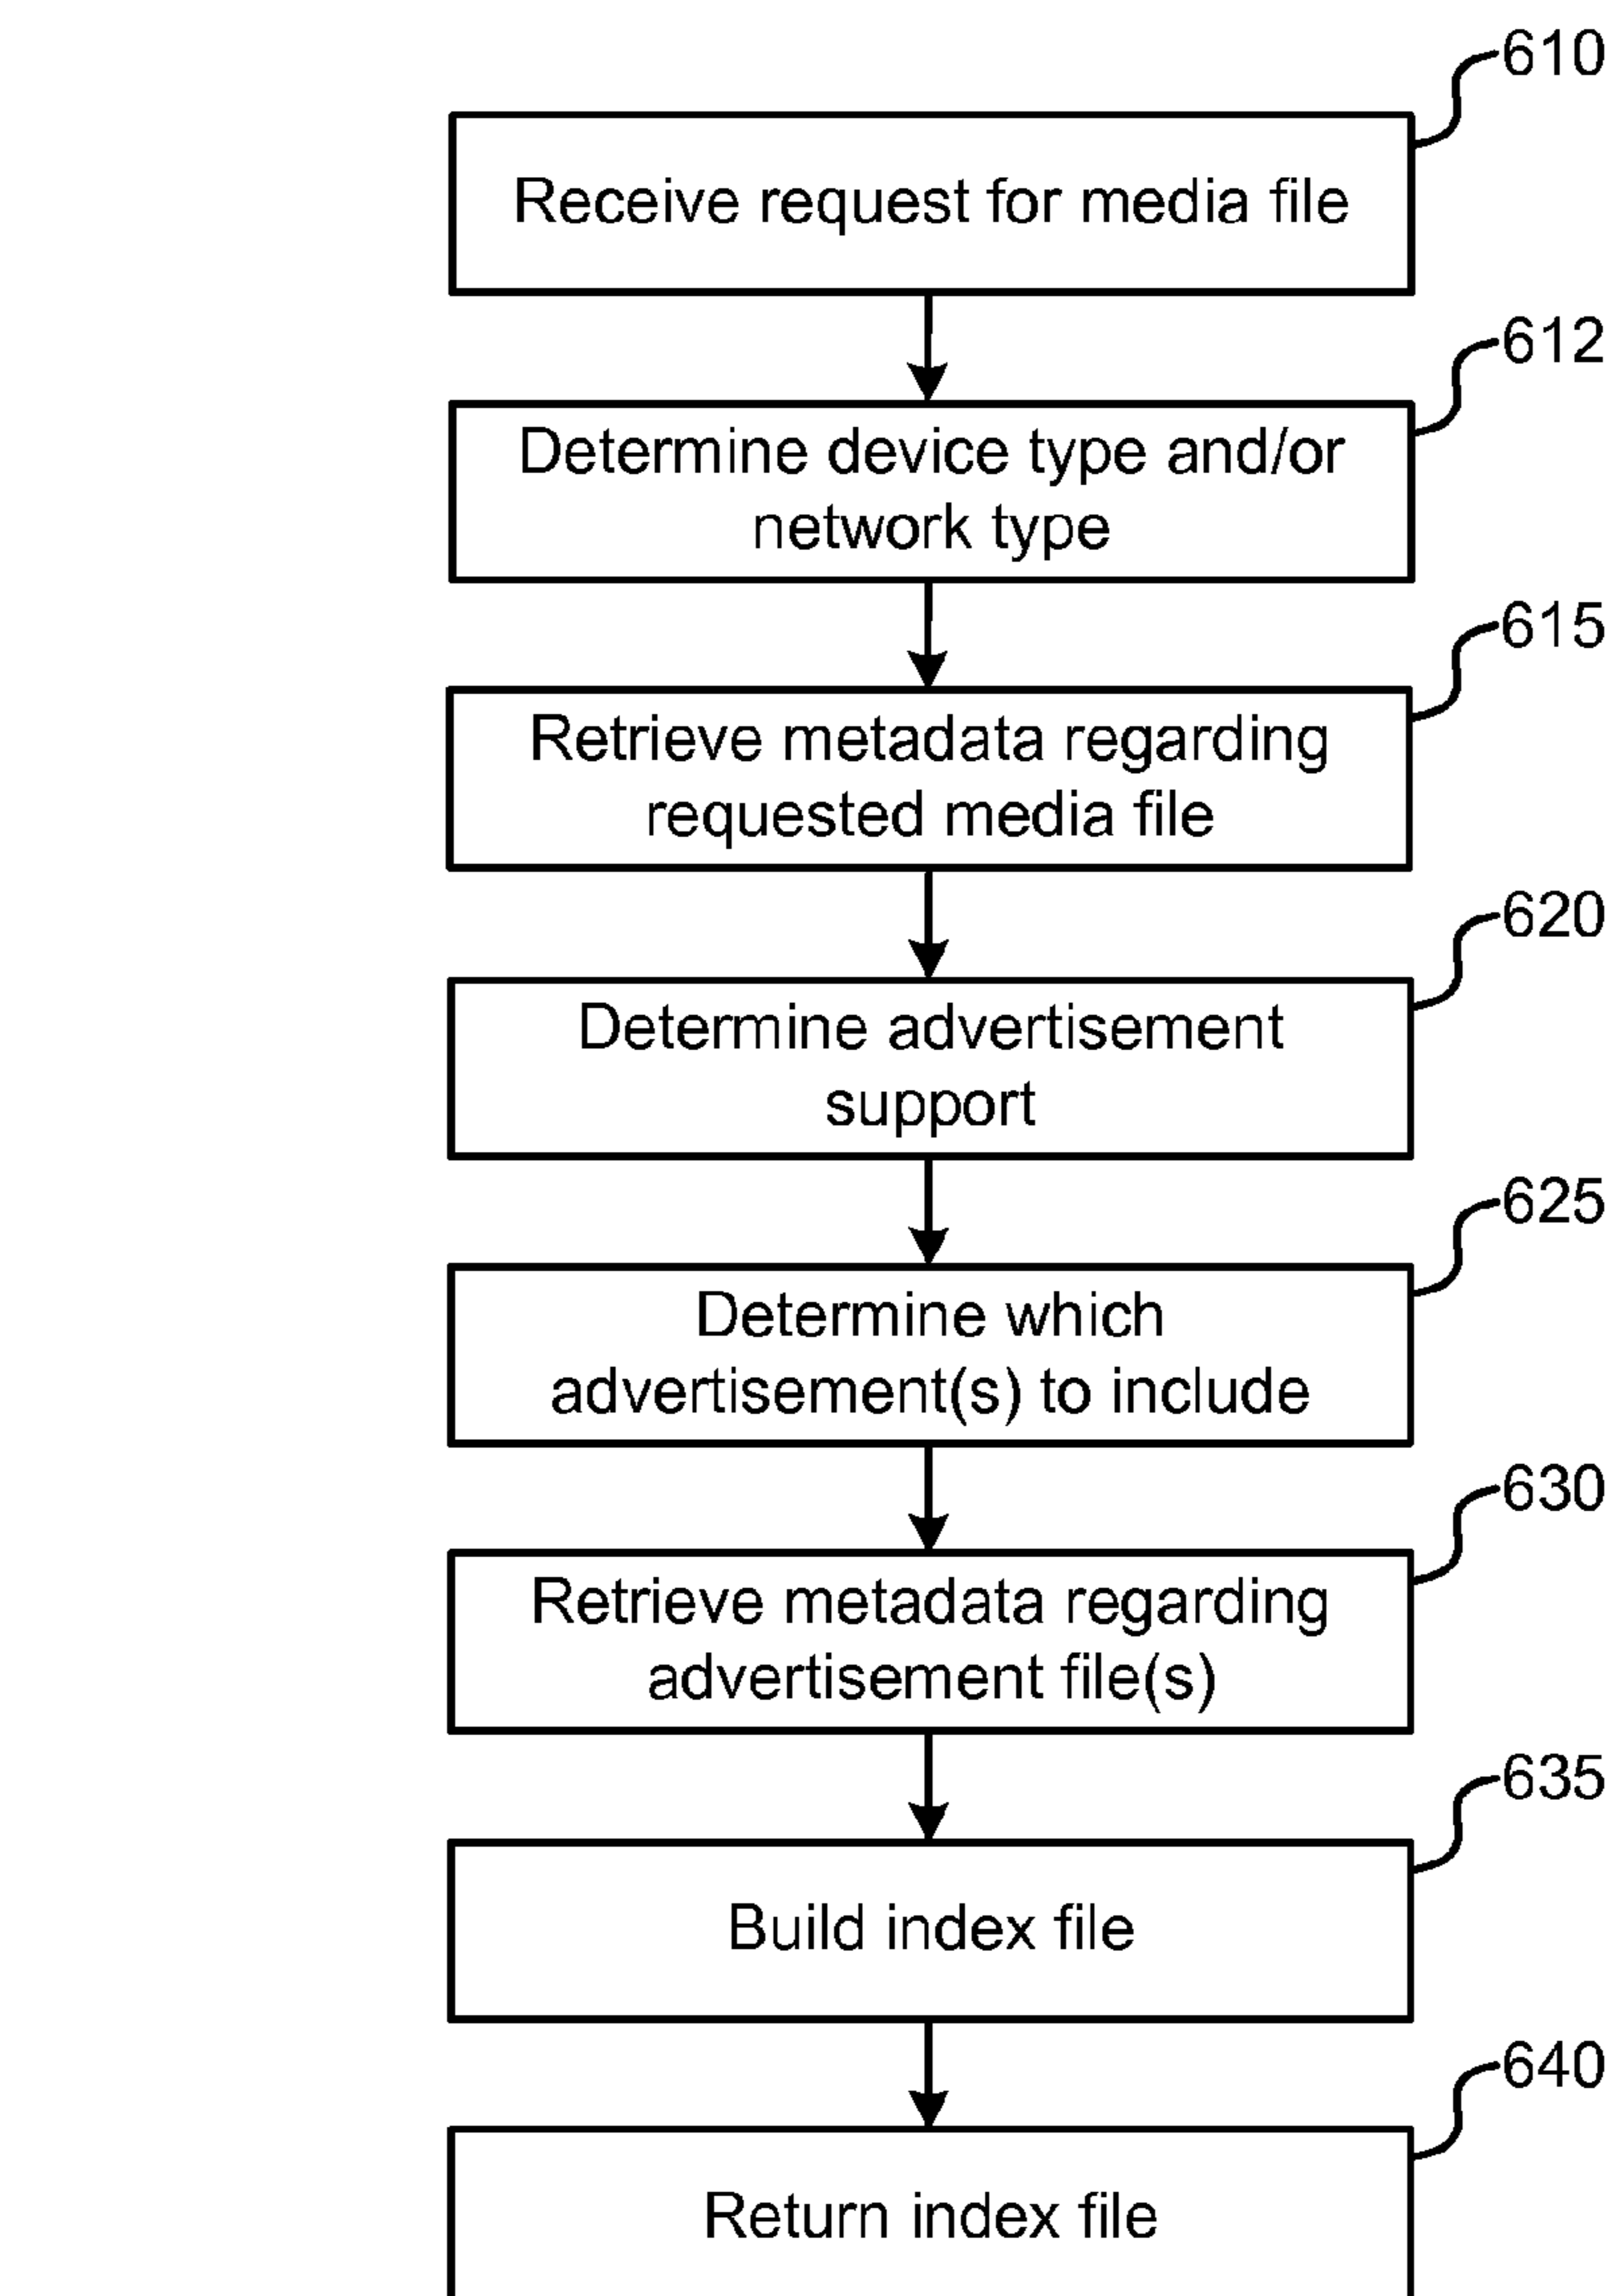 610
Receive request for media file
612
Determine device type and/or
network type
615
Retrieve metadata regarding
requested media file
620
Determine advertisement
support
625
Determine which
advertisement(s) to include
630
Retrieve metadata regarding
advertisement file(s)
635
Build index file
640
Return index file